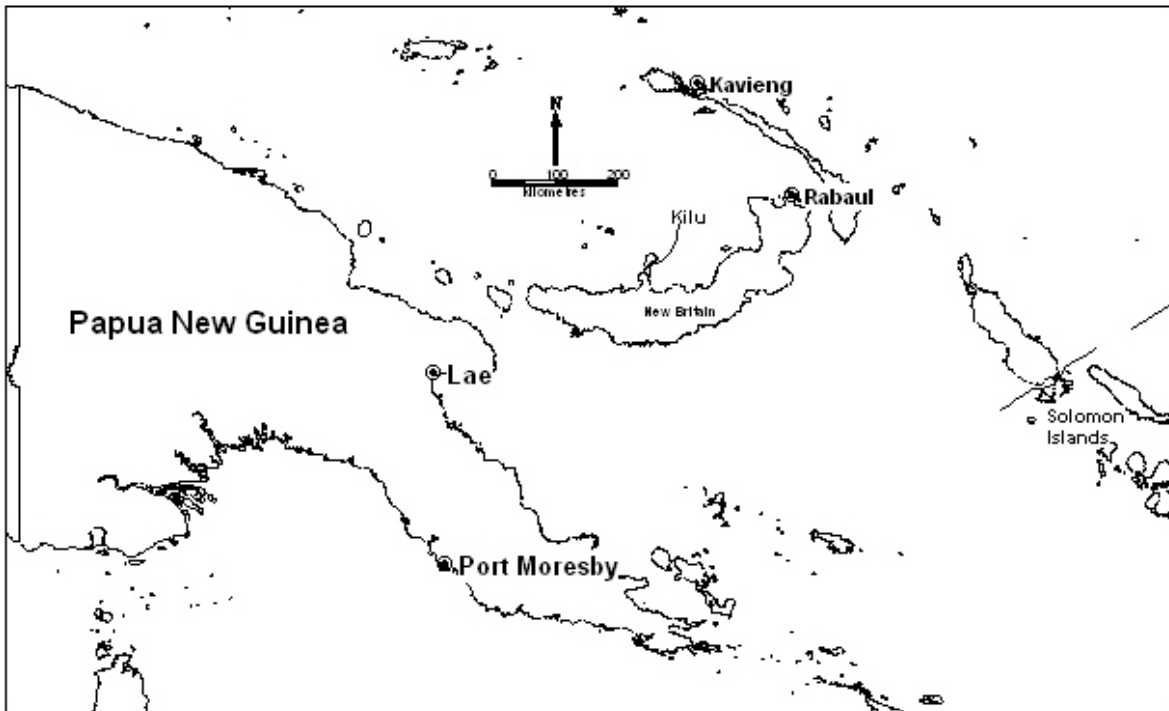 Kavieng
N
0 100 200
kilometres
Rabaul
Kilu
New Britain
Papua New Guinea
Lae
Solomon
Islands
Port Moresby